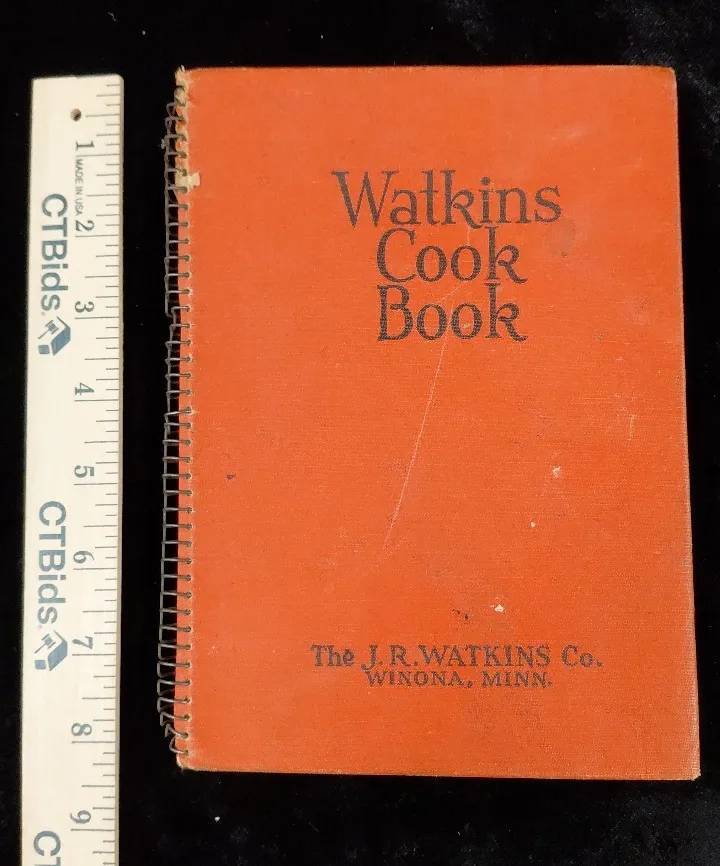 Watkins
Cook
Book
The J. R. WATKINS Co.
WINONA, MINN.
1
MADE IN USA
2
CTBids.
3
4
5
CTBids.
6
7
8
9
CT